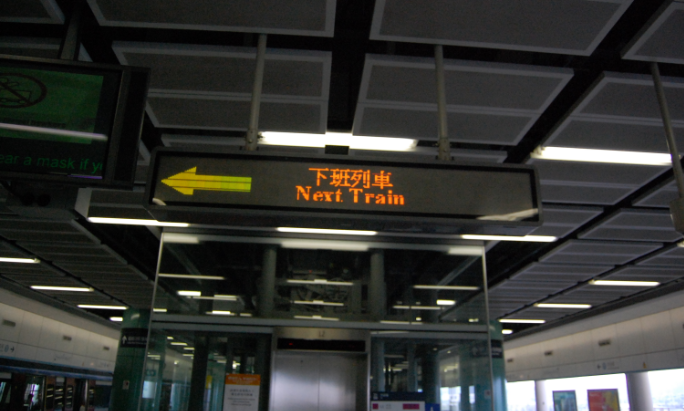 下班列車
Next Train
ear a mask if y